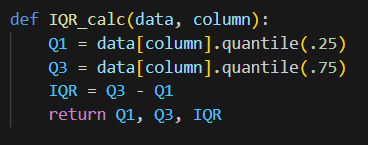 def IQR_calc(data, column):
    Q1 = data[column].quantile(.25)
    Q3 = data[column].quantile(.75)
    IQR = Q3 - Q1
    return Q1, Q3, IQR